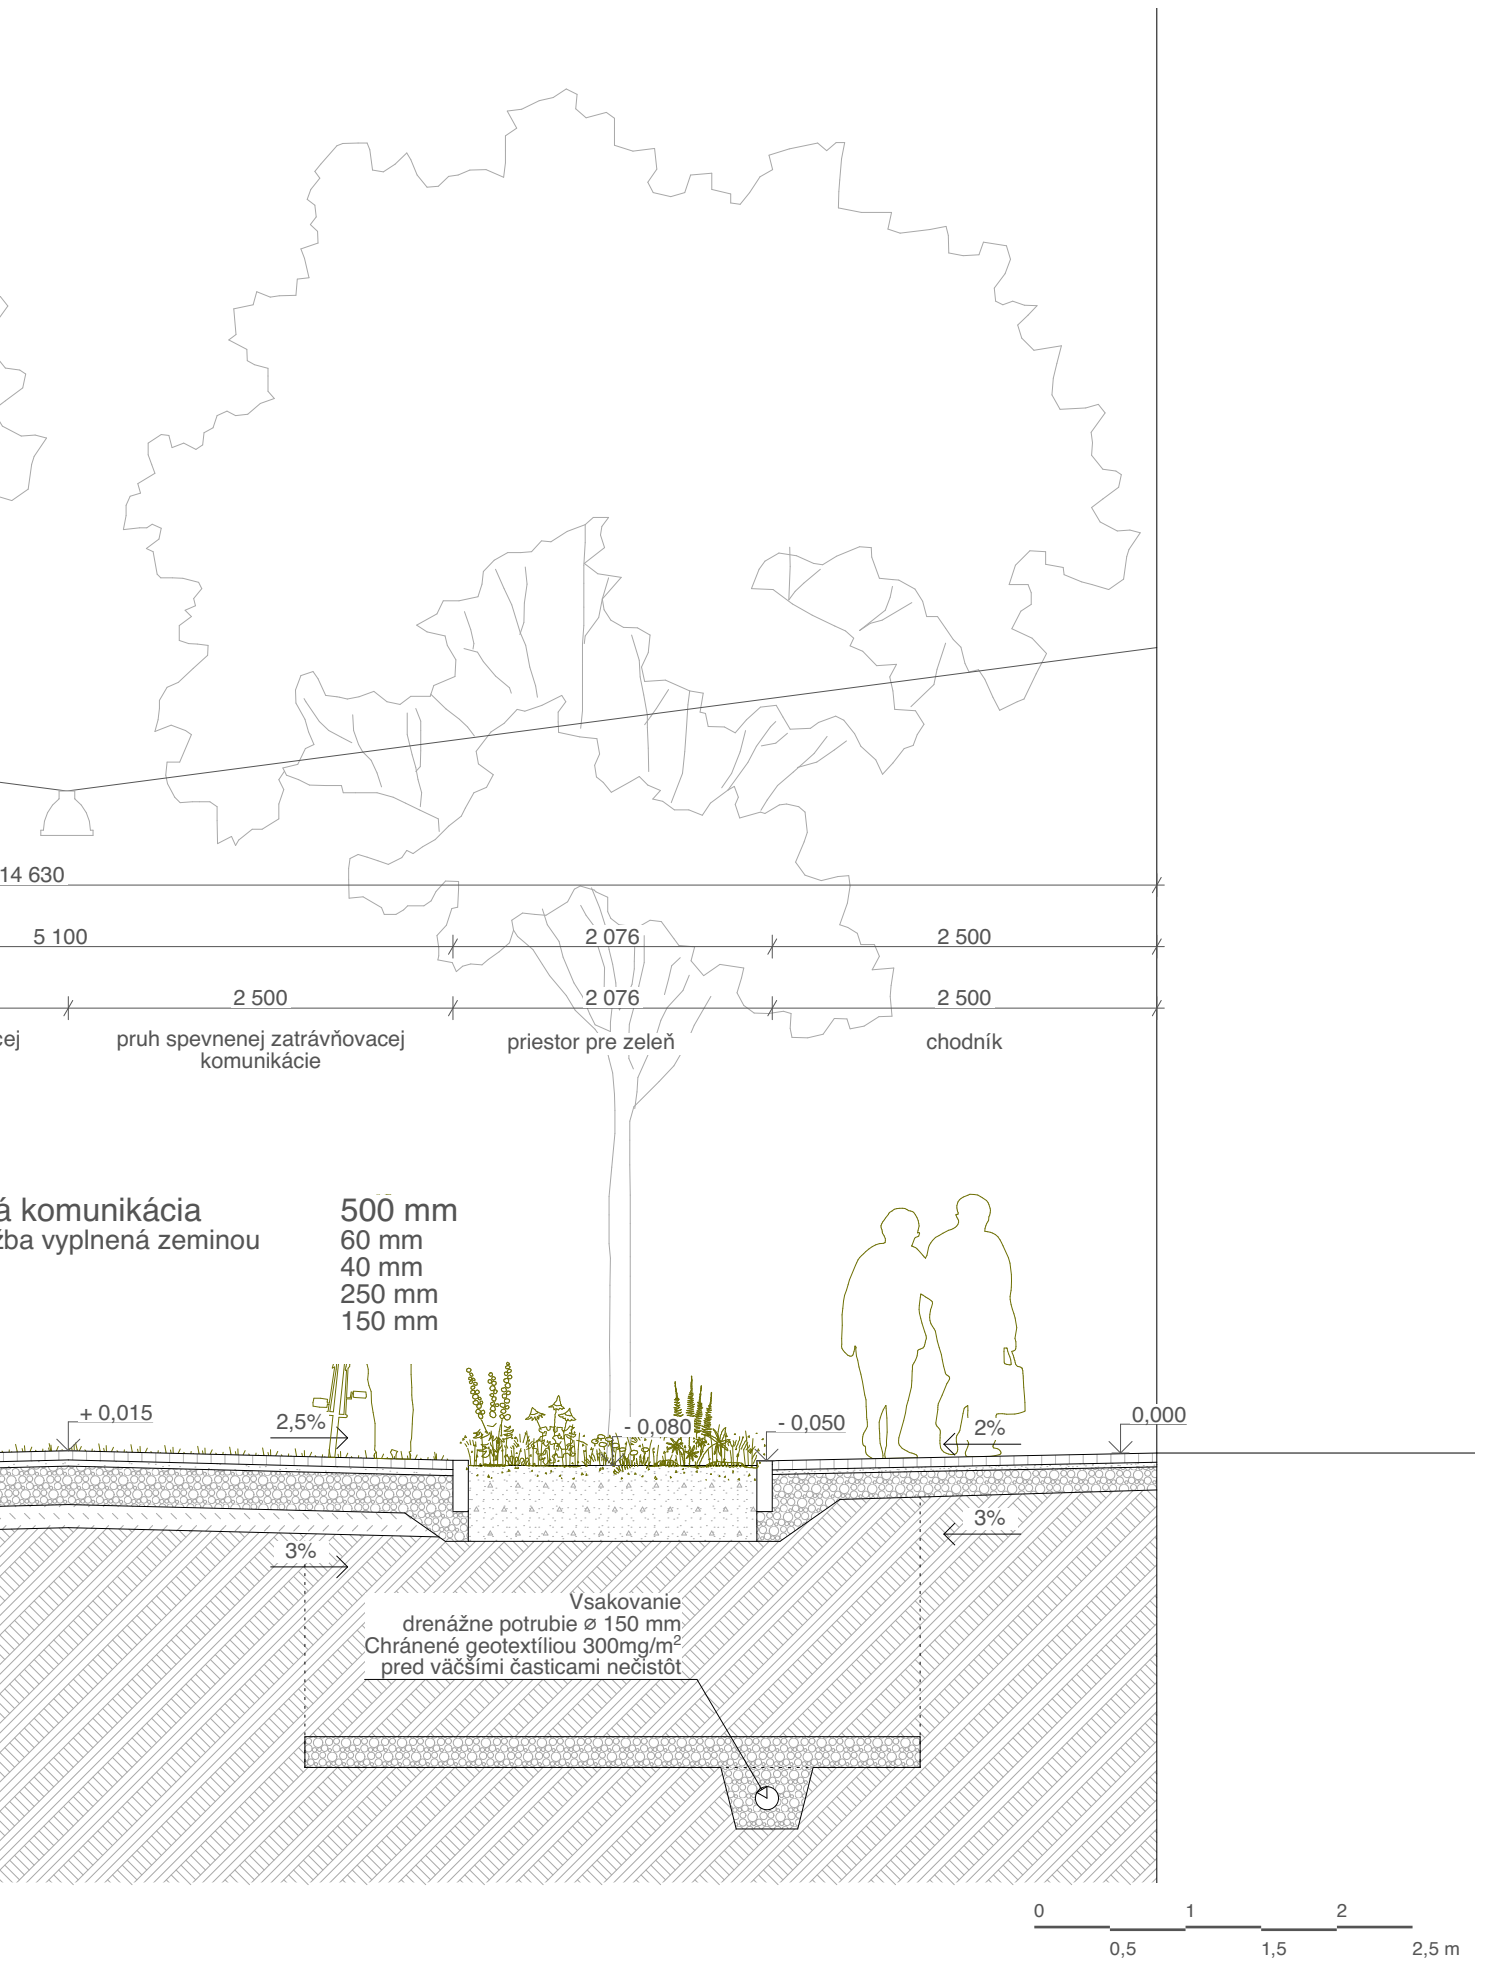 14 630
5 100
2 076
2 500
2 500
2 076
2 500
cej
pruh spevnenej zatrávňovacej
komunikácie
priestor pre zeleň
chodník
á komunikácia
500 mm
žba vyplnená zeminou
60 mm
40 mm
250 mm
150 mm
+ 0,015
2,5%
- 0,080
- 0,050
2%
0,000
3%
3%
Vsakovanie
drenážne potrubie ø 150 mm
Chránené geotextíliou 300mg/m²
pred väčšími časticami nečistôt
0
1
2
0,5
1,5
2,5 m